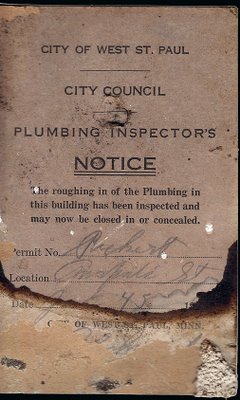 CITY OF WEST ST. PAUL
CITY COUNCIL
PLUMBING INSPECTOR'S
NOTICE
The roughing in of the Plumbing in
this building has been inspected and
may now be closed in or concealed.
ermit No.
Location St
Date
OF WEST ST. PAUL, MINN.